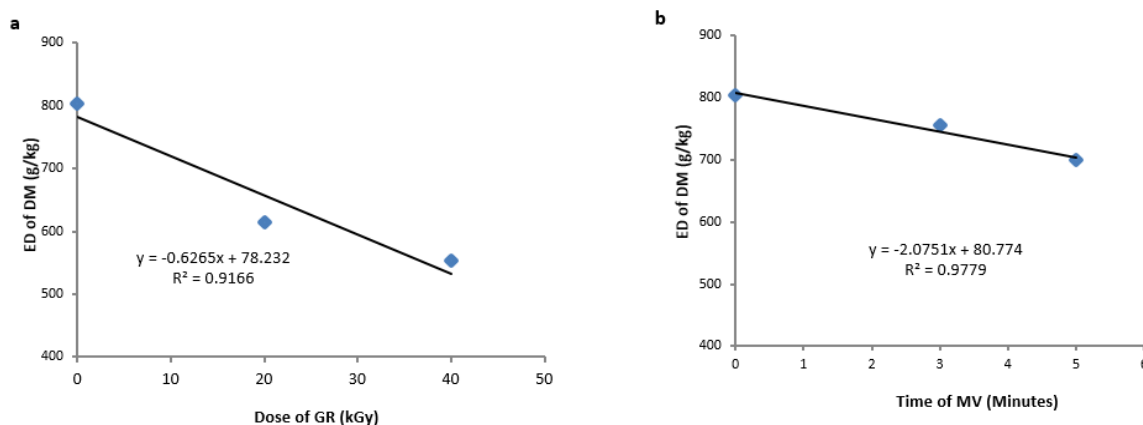 a
900
800
700
600
500
400
ED of DM (g/kg)
y = -0.6265x + 78.232
R² = 0.9166
0 10 20 30 40 50
Dose of GR (kGy)
b
900
800
700
600
500
400
ED of DM (g/kg)
y = -2.0751x + 80.774
R² = 0.9779
0 1 2 3 4 5 6
Time of MV (Minutes)